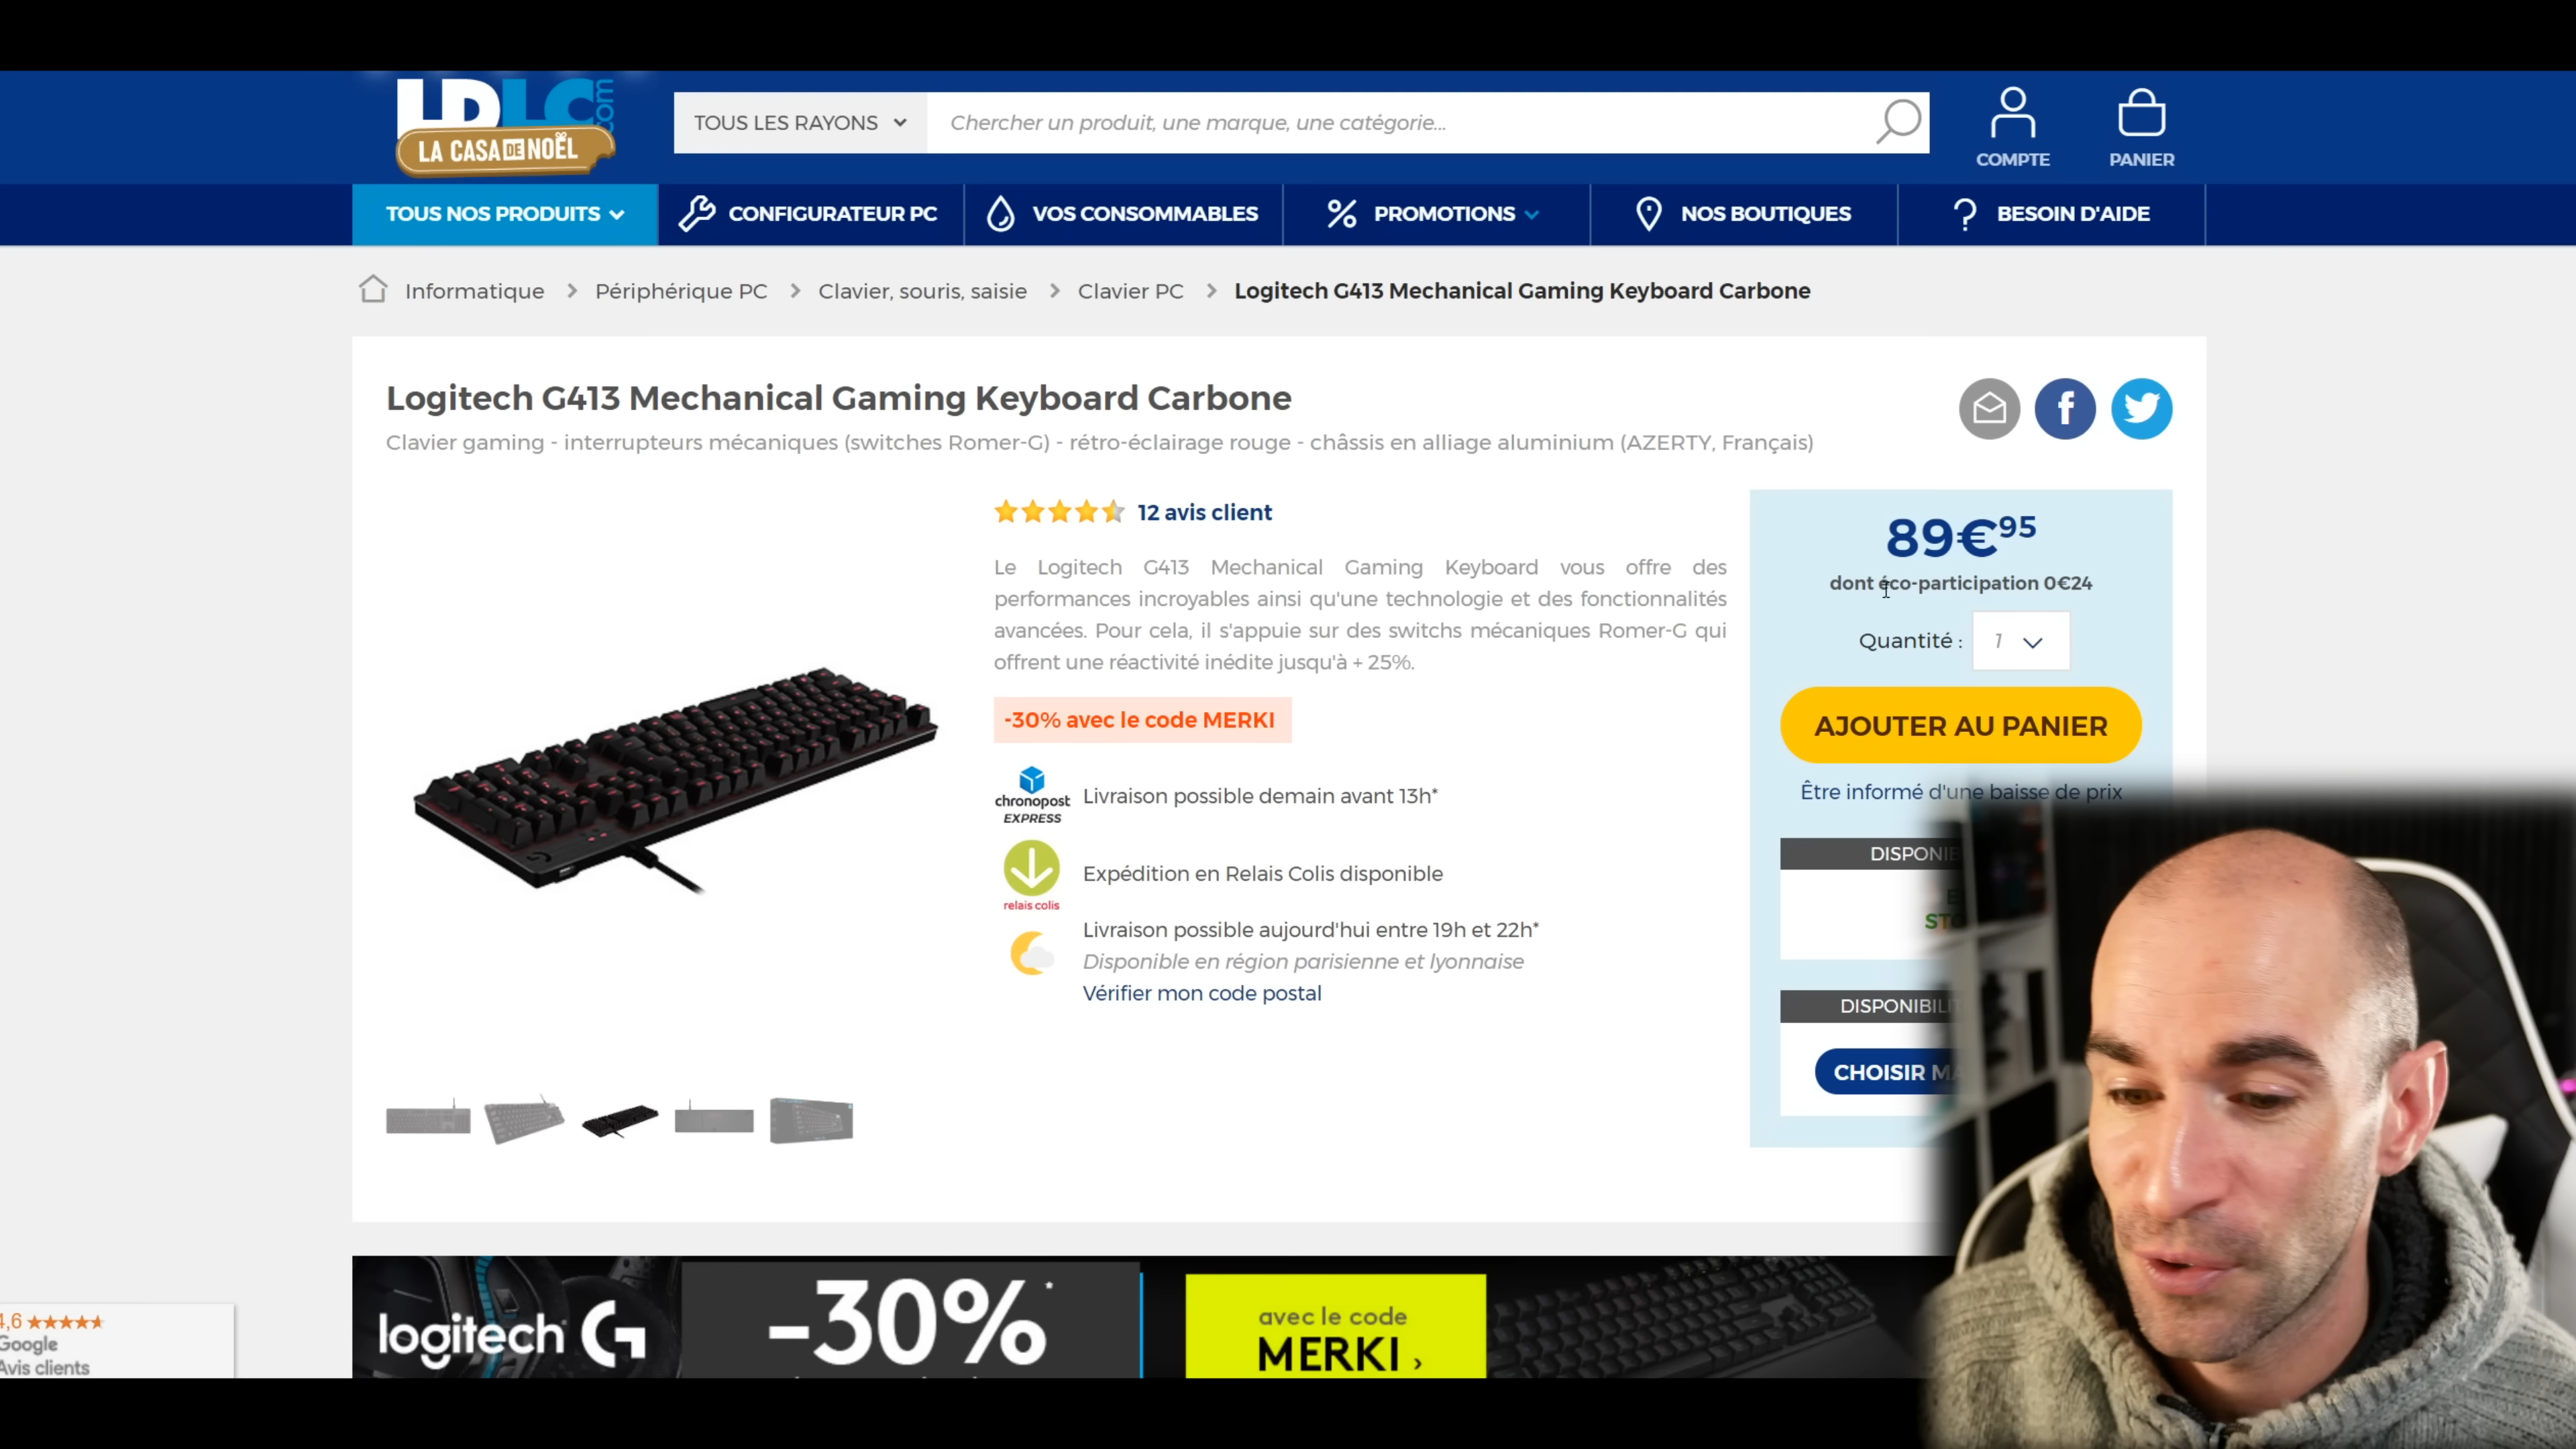 LDLC.com
LA CASA DE NOËL
TOUS LES RAYONS
Chercher un produit, une marque, une catégorie...
COMPTE
PANIER
TOUS NOS PRODUITS
CONFIGURATEUR PC
VOS CONSOMMABLES
PROMOTIONS
NOS BOUTIQUES
BESOIN D'AIDE
Informatique > Périphérique PC > Clavier, souris, saisie > Clavier PC > Logitech G413 Mechanical Gaming Keyboard Carbone
Logitech G413 Mechanical Gaming Keyboard Carbone
Clavier gaming - interrupteurs mécaniques (switches Romer-G) - rétro-éclairage rouge - châssis en alliage aluminium (AZERTY, Français)
12 avis client
Le Logitech G413 Mechanical Gaming Keyboard vous offre des
performances incroyables ainsi qu'une technologie et des fonctionnalités
avancées. Pour cela, il s'appuie sur des switchs mécaniques Romer-G qui
offrent une réactivité inédite jusqu'à + 25%.
-30% avec le code MERKI
chronopost
EXPRESS
Livraison possible demain avant 13h*
relais colis
Expédition en Relais Colis disponible
Livraison possible aujourd'hui entre 19h et 22h*
Disponible en région parisienne et lyonnaise
Vérifier mon code postal
89€95
dont éco-participation 0€24
Quantité : 1
AJOUTER AU PANIER
Être informé d'une baisse de prix
CHOISIR
logitech G
-30%*
avec le code
MERKI ›
4,6
Google
Avis clients